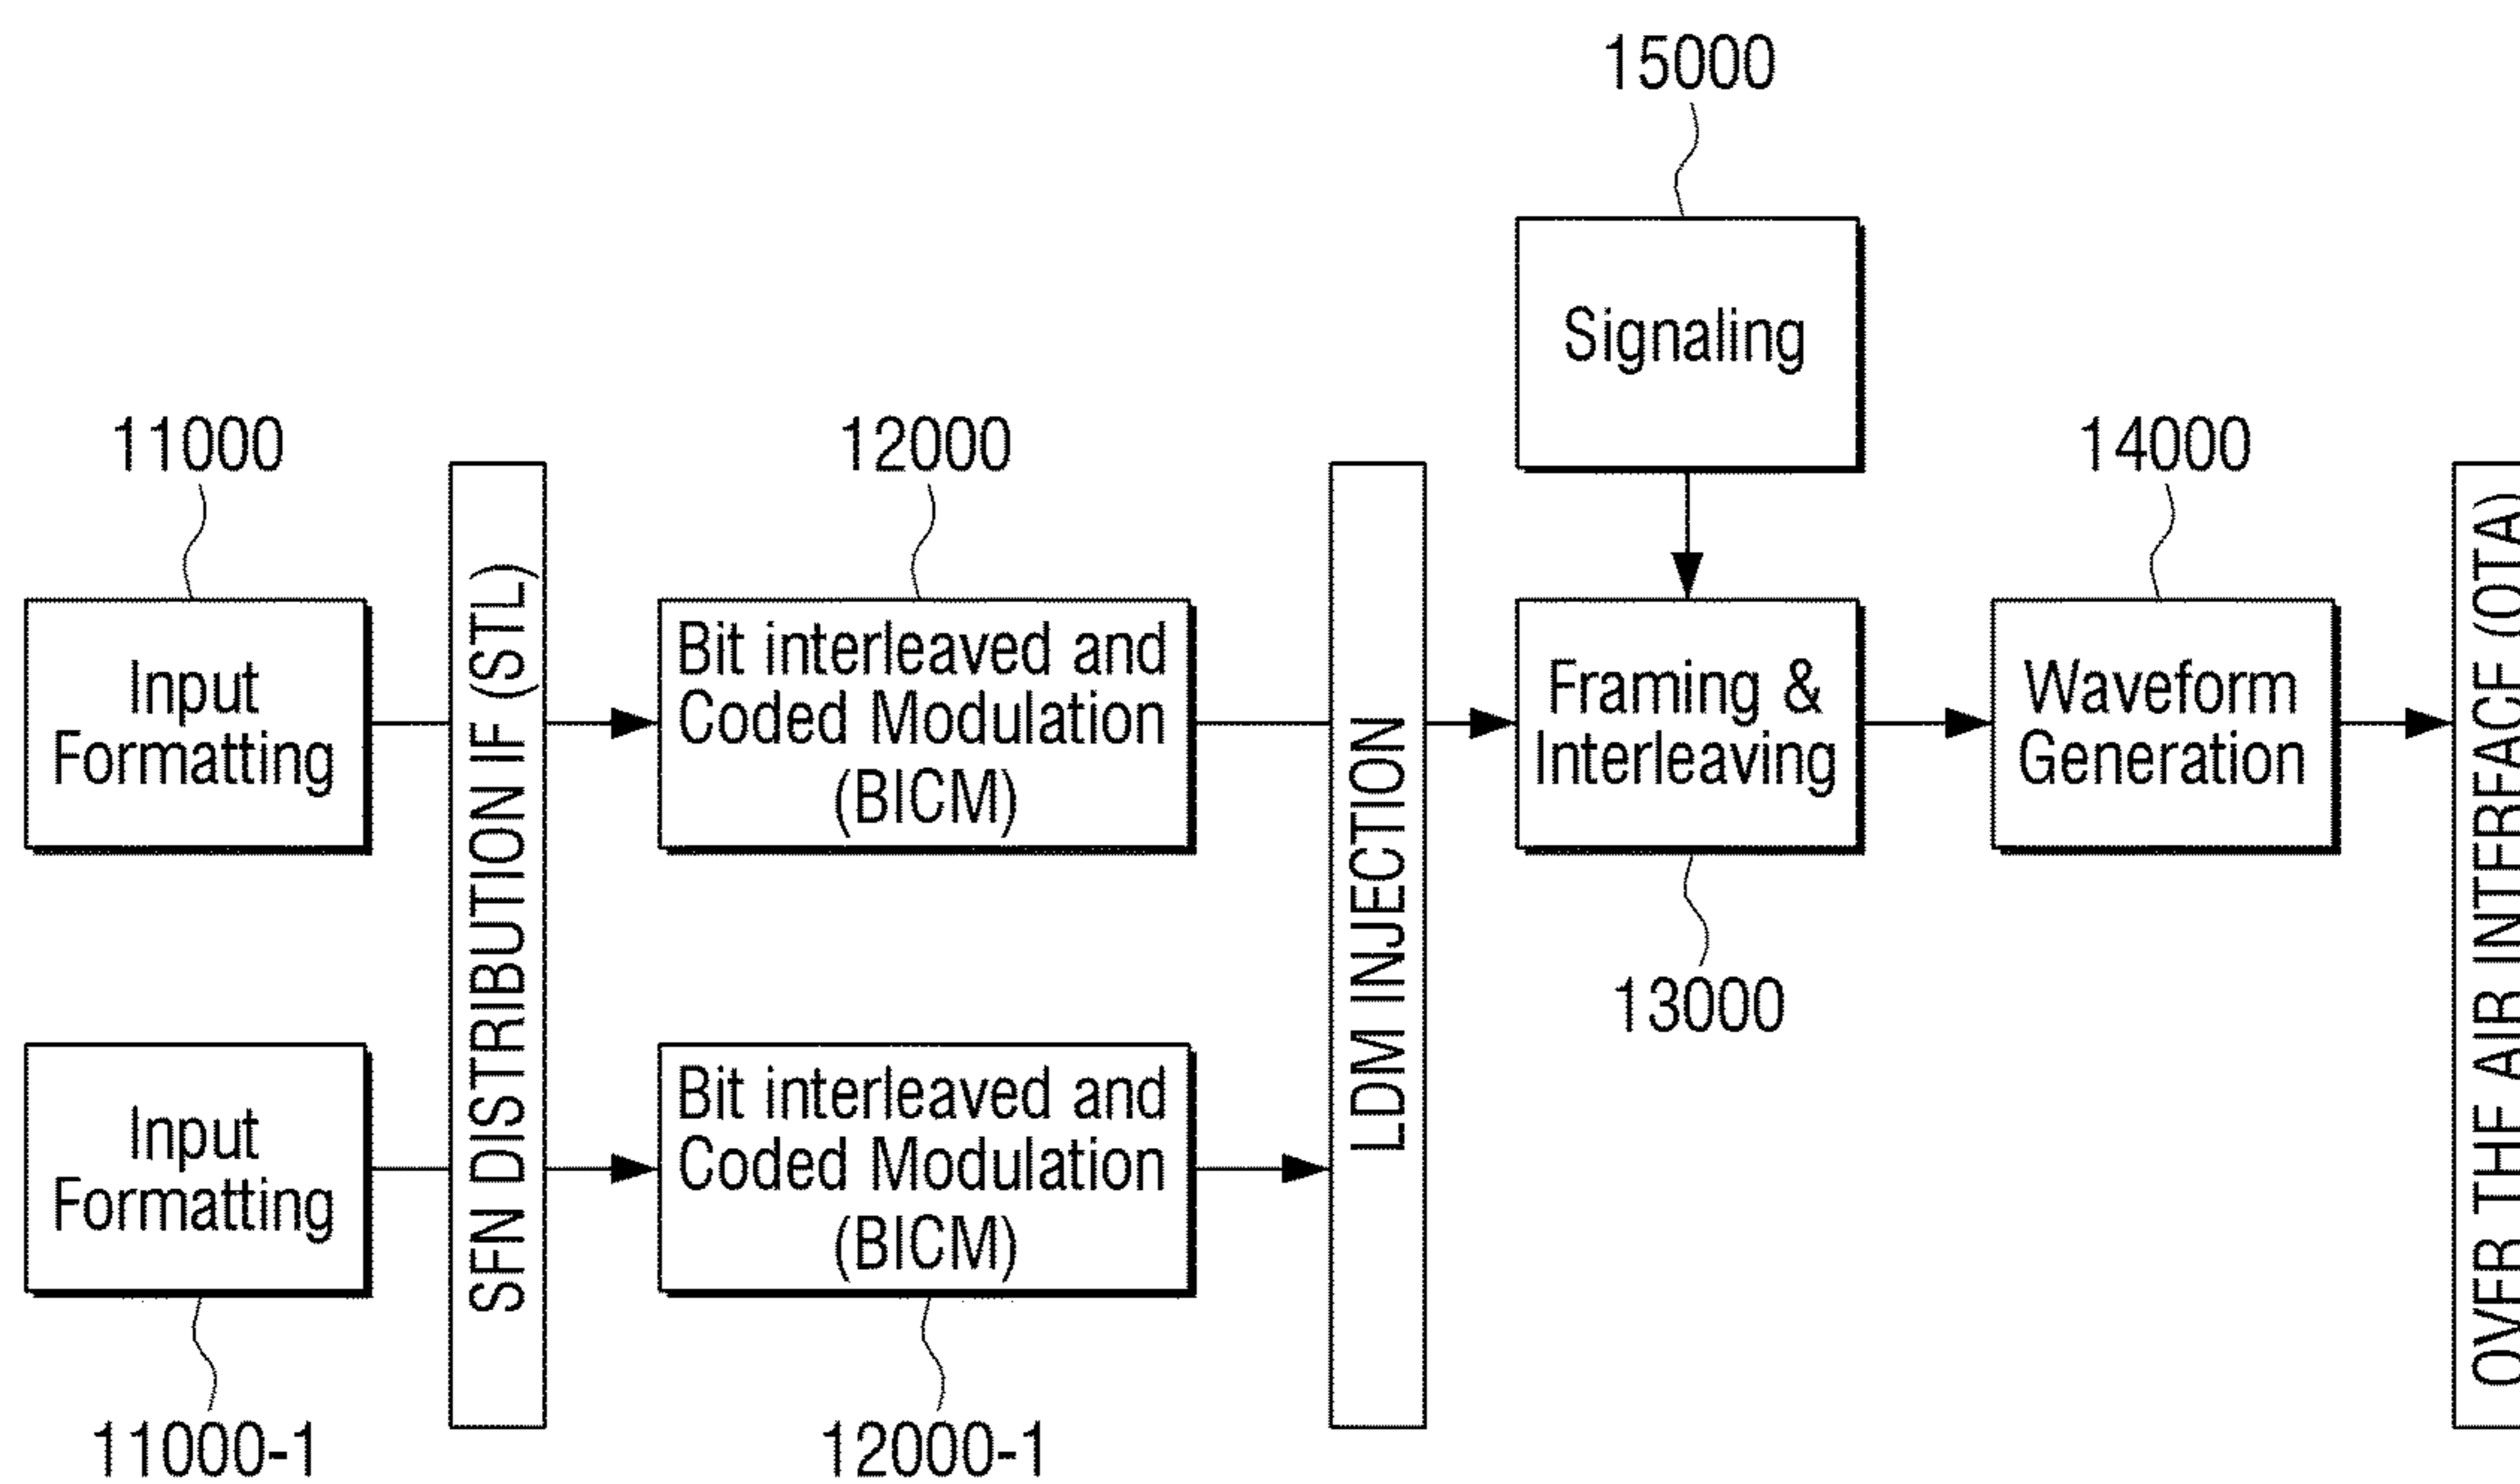 15000
Signaling
11000
12000
14000
Input
Formatting
SFN DISTRIBUTION IF (STL)
Bit interleaved and
Coded Modulation
(BICM)
LDM INJECTION
Framing &
Interleaving
Waveform
Generation
OVER THE AIR INTEREACE (OTA)
13000
Input
Formatting
Bit interleaved and
Coded Modulation
(BICM)
11000-1
12000-1